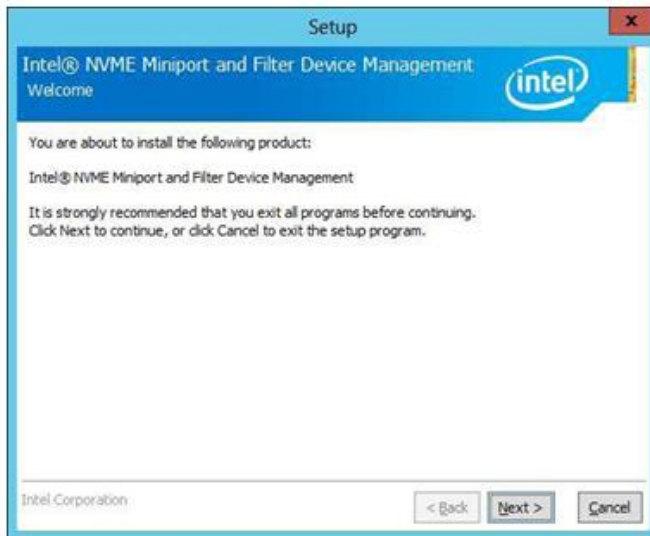 Setup
x
Intel® NVME Miniport and Filter Device Management
Welcome
intel
You are about to install the following product:
Intel® NVME Miniport and Filter Device Management
It is strongly recommended that you exit all programs before continuing.
Click Next to continue, or click Cancel to exit the setup program.
Intel Corporation
< Back
Next >
Cancel